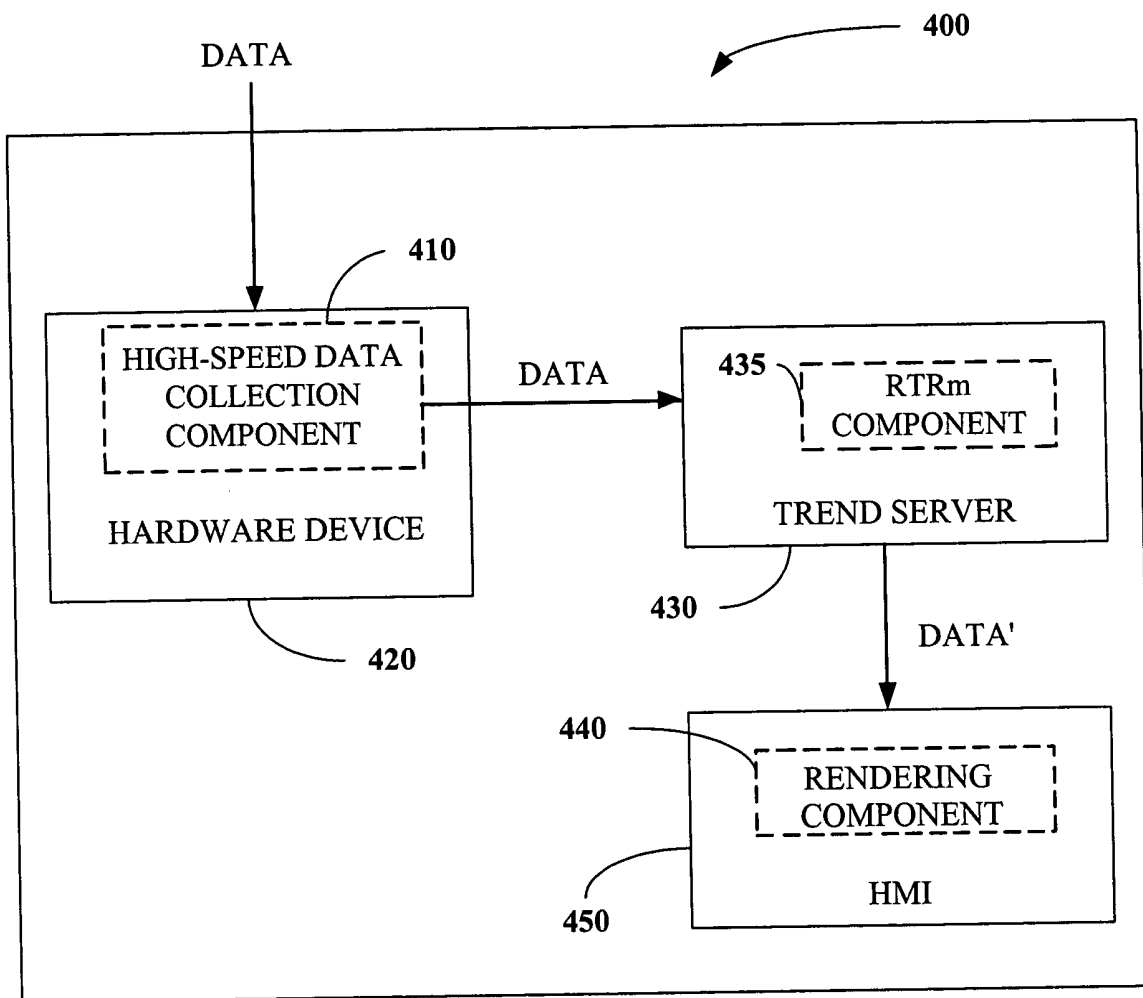 400
DATA
410
HIGH-SPEED DATA
COLLECTION
COMPONENT
HARDWARE DEVICE
420
DATA
435
RTRm
COMPONENT
TREND SERVER
430
DATA'
440
RENDERING
COMPONENT
HMI
450